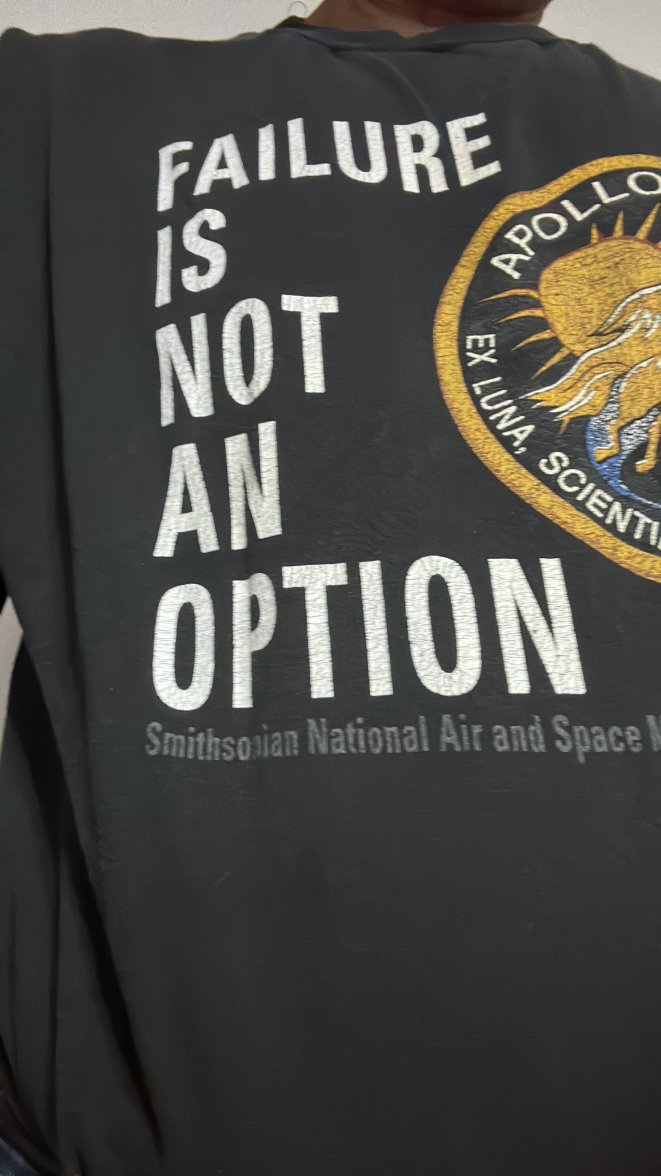 FAILURE
IS
NOT
AN
OPTION
APOLLO
EX LUNA, SCIENTI
Smithsonian National Air and Space M